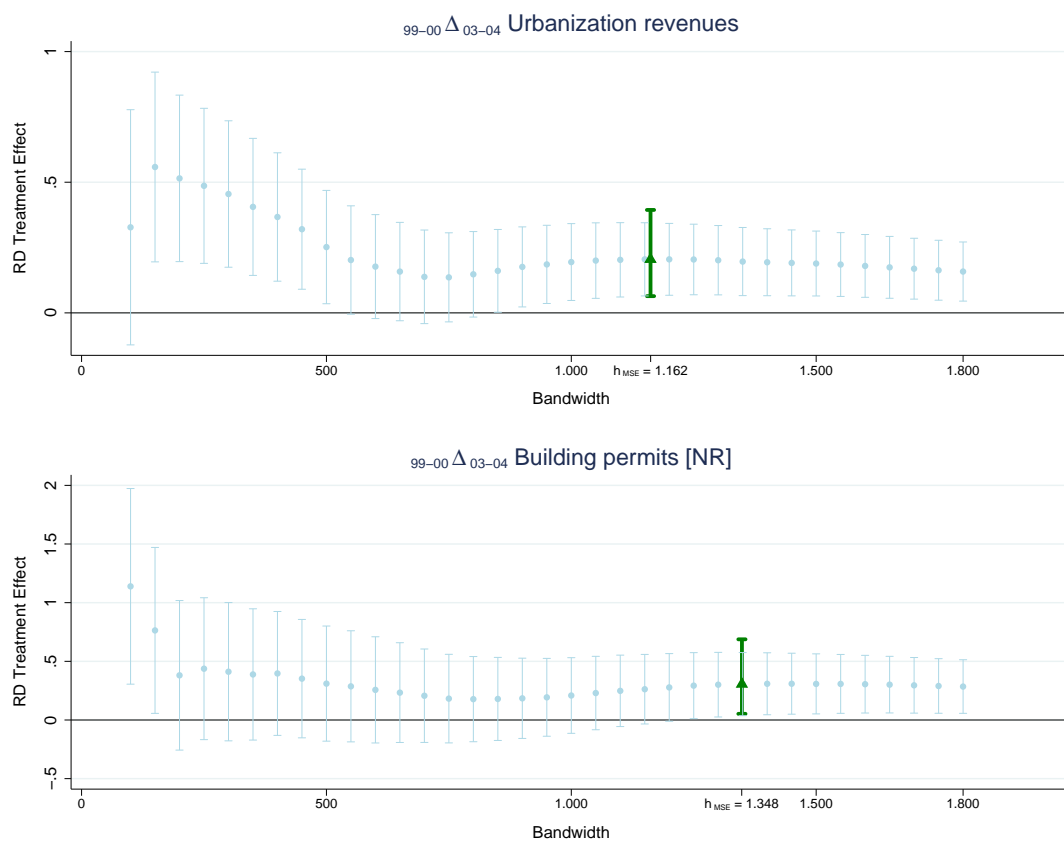 99–00 Δ 03–04 Urbanization revenues
RD Treatment Effect
1
.5
0
0 500 1.000 h MSE = 1.162 1.500 1.800
Bandwidth
99–00 Δ 03–04 Building permits [NR]
RD Treatment Effect
2
1.5
1
.5
0
–.5
0 500 1.000 h MSE = 1.348 1.500 1.800
Bandwidth